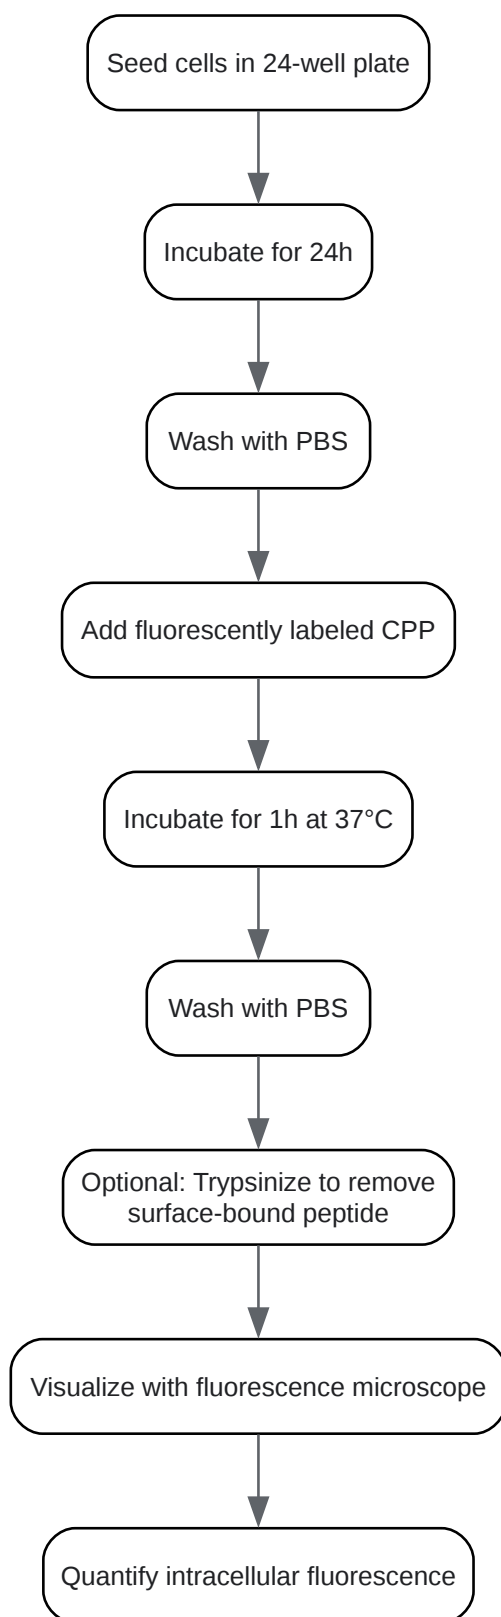 Seed cells in 24-well plate
Incubate for 24h
Wash with PBS
Add fluorescently labeled CPP
Incubate for 1h at 37°C
Wash with PBS
Optional: Trypsinize to remove
surface-bound peptide
Visualize with fluorescence microscope
Quantify intracellular fluorescence